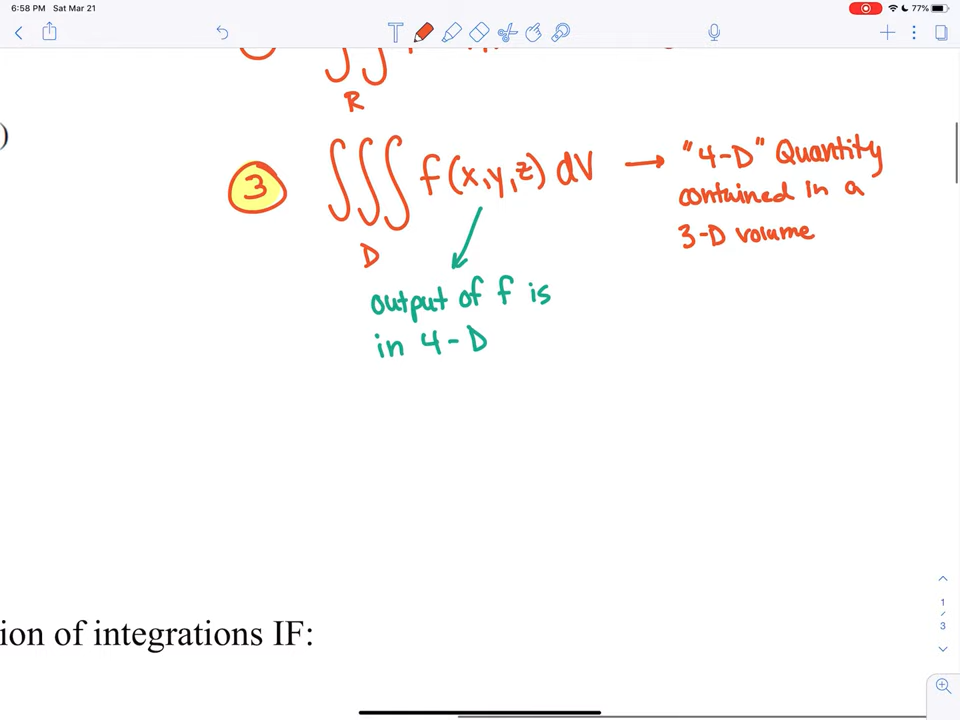 6:58 PM Sat Mar 21
77%
R
)
3 ∭ f(x,y,z) dV → "4-D" Quantity
contained in a
3-D volume
D
output of f is
in 4-D
1
/
3
ion of integrations IF: